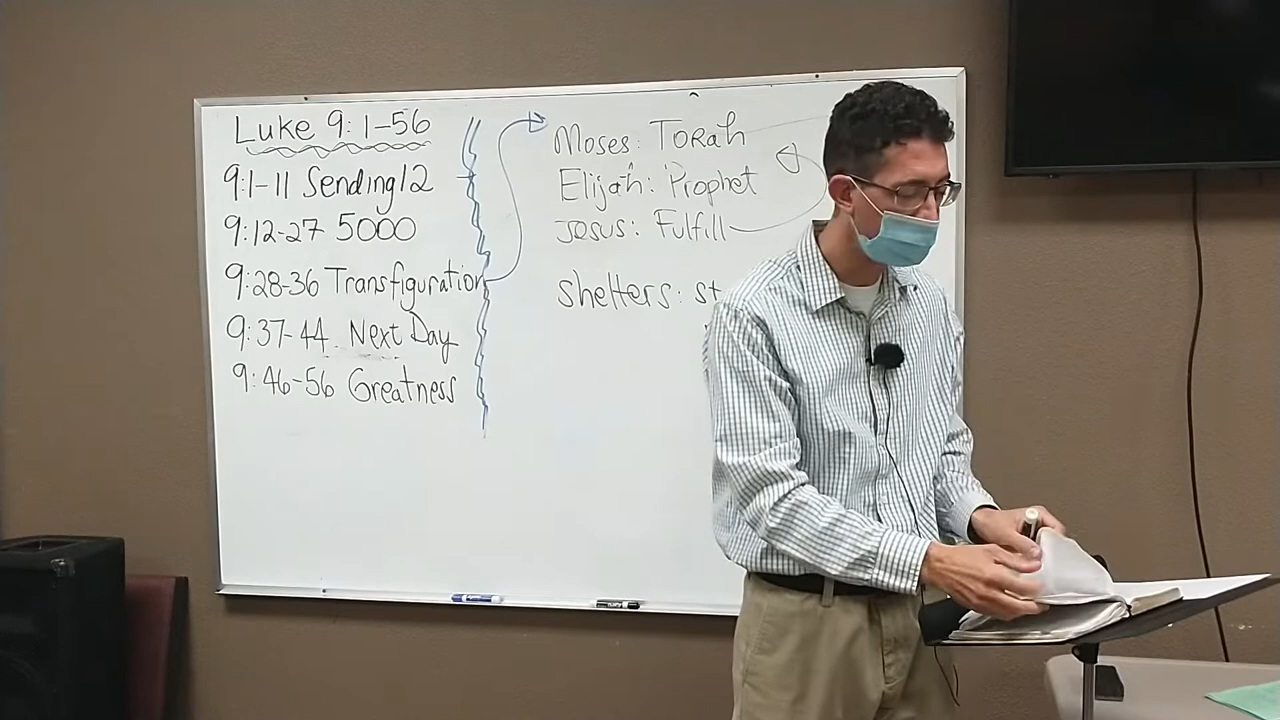 Luke 9:1-56
9:1-11 Sending 12
9:12-27 5000
9:28-36 Transfiguration
9:37-44 Next Day
9:46-56 Greatness
Moses: Torah
Elijah: Prophet
Jesus: Fulfill
Shelters: st